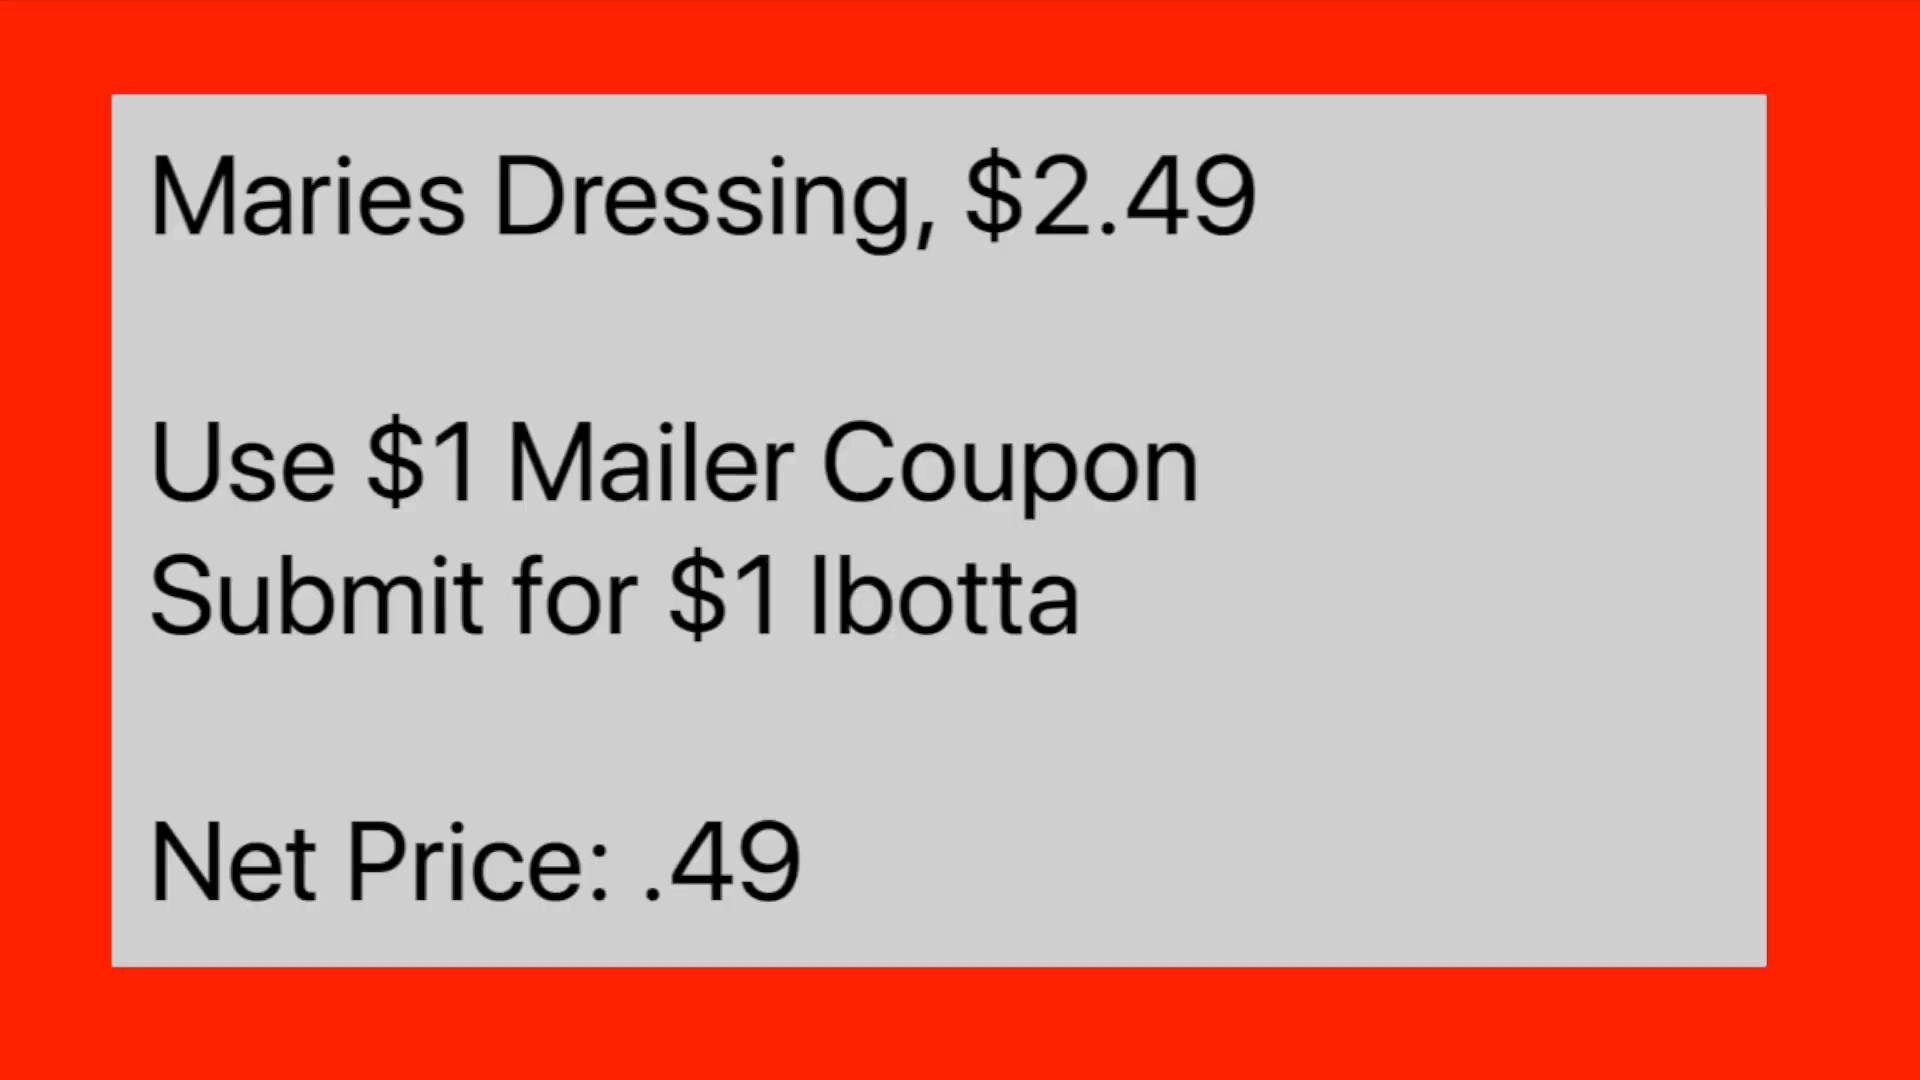 Maries Dressing, $2.49
Use $1 Mailer Coupon
Submit for $1 Ibotta
Net Price: .49